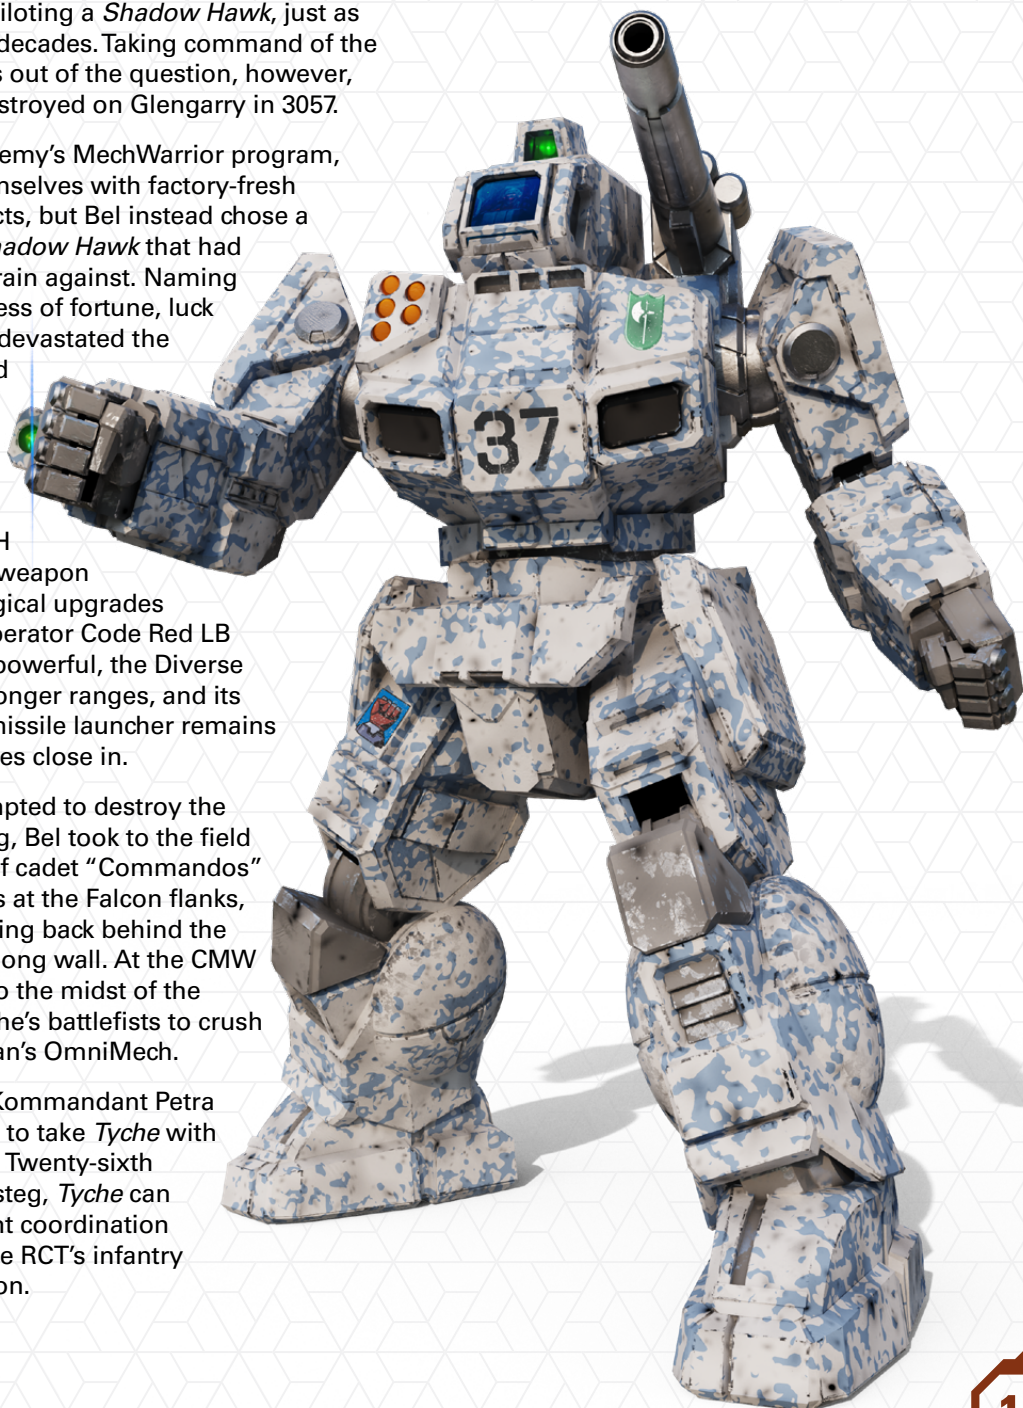 iloting a Shadow Hawk, just as
decades. Taking command of the
s out of the question, however,
stroyed on Glengarry in 3057.
emy's MechWarrior program,
nselves with factory-fresh
cts, but Bel instead chose a
hadow Hawk that had
rain against. Naming
ess of fortune, luck
devastated the
d
H
weapon
gical upgrades
perator Code Red LB
powerful, the Diverse
onger ranges, and its
missile launcher remains
es close in.
mpted to destroy the
g, Bel took to the field
f cadet “Commandos”
s at the Falcon flanks,
ing back behind the
ong wall. At the CMW
o the midst of the
he's battlefists to crush
an's OmniMech.
Kommandant Petra
to take Tyche with
Twenty-sixth
steg, Tyche can
nt coordination
e RCT's infantry
on.
37
1